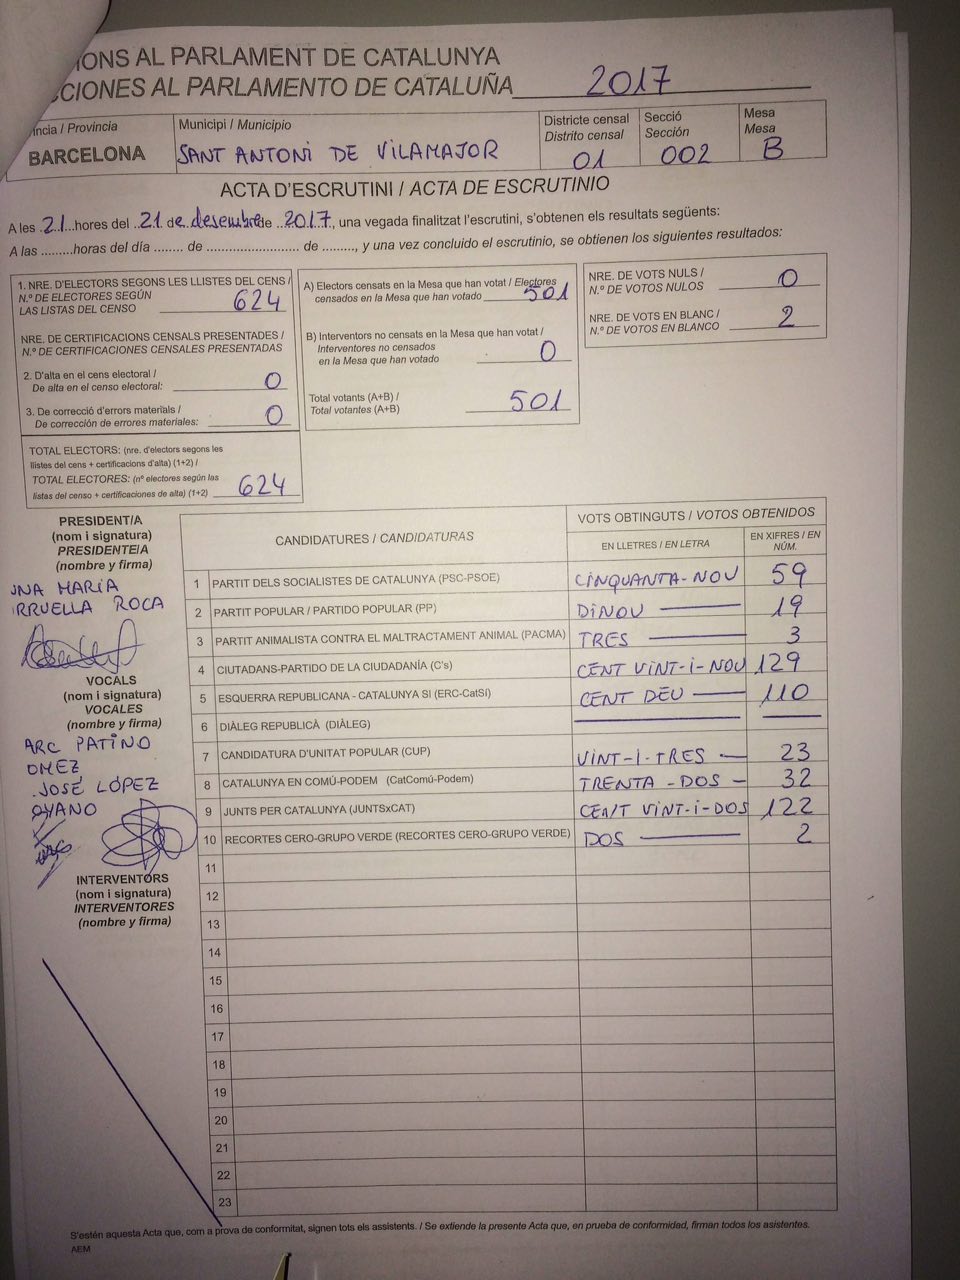 IONS AL PARLAMENT DE CATALUNYA
CCIONES AL PARLAMENTO DE CATALUÑA 2017
íncia / Provincia
BARCELONA
Municipi / Municipio
SANT ANTONI DE VILAMAJOR
Districte censal
Distrito censal
01
Secció
Sección
002
Mesa
Mesa
B
ACTA D'ESCRUTINI / ACTA DE ESCRUTINIO
A les 21 hores del 21 de desembre de 2017, una vegada finalitzat l'escrutini, s'obtenen els resultats següents:
A las .........horas del día ........ de ........................ de ........, y una vez concluido el escrutinio, se obtienen los siguientes resultados:
1. NRE. D'ELECTORS SEGONS LES LLISTES DEL CENS /
N.º DE ELECTORES SEGÚN
LAS LISTAS DEL CENSO 624
NRE. DE CERTIFICACIONS CENSALS PRESENTADES /
N.º DE CERTIFICACIONES CENSALES PRESENTADAS
2. D'alta en el cens electoral /
De alta en el censo electoral: 0
3. De correcció d'errors materials /
De corrección de errores materiales: 0
TOTAL ELECTORS: (nre. d'electors segons les
llistes del cens + certificacions d'alta) (1+2) /
TOTAL ELECTORES: (nº electores según las
listas del censo + certificaciones de alta) (1+2) 624
A) Electors censats en la Mesa que han votat / Electores
censados en la Mesa que han votado 501
B) Interventors no censats en la Mesa que han votat /
Interventores no censados
en la Mesa que han votado 0
Total votants (A+B) /
Total votantes (A+B) 501
NRE. DE VOTS NULS /
N.º DE VOTOS NULOS 0
NRE. DE VOTS EN BLANC /
N.º DE VOTOS EN BLANCO 2
PRESIDENT/A
(nom i signatura)
PRESIDENTE/A
(nombre y firma)
NA MARIA
RRUELLA ROCA
VOCALS
(nom i signatura)
VOCALES
(nombre y firma)
ARC PATINO
OMEZ
JOSÉ LÓPEZ
OYANO
INTERVENTORS
(nom i signatura)
INTERVENTORES
(nombre y firma)
CANDIDATURES / CANDIDATURAS
VOTS OBTINGUTS / VOTOS OBTENIDOS
EN LLETRES / EN LETRA
EN XIFRES / EN
NÚM.
1 PARTIT DELS SOCIALISTES DE CATALUNYA (PSC-PSOE) CINQUANTA-NOU 59
2 PARTIT POPULAR / PARTIDO POPULAR (PP) DINOU 19
3 PARTIT ANIMALISTA CONTRA EL MALTRACTAMENT ANIMAL (PACMA) TRES 3
4 CIUTADANS-PARTIDO DE LA CIUDADANÍA (C's) CENT VINT-I-NOU 129
5 ESQUERRA REPUBLICANA - CATALUNYA SI (ERC-CatSí) CENT DEU 110
6 DIÀLEG REPUBLICÀ (DIÀLEG)
7 CANDIDATURA D'UNITAT POPULAR (CUP) VINT-I-TRES 23
8 CATALUNYA EN COMÚ-PODEM (CatComú-Podem) TRENTA-DOS 32
9 JUNTS PER CATALUNYA (JUNTSxCAT) CENT VINT-I-DOS 122
10 RECORTES CERO-GRUPO VERDE (RECORTES CERO-GRUPO VERDE) DOS 2
11
12
13
14
15
16
17
18
19
20
21
22
23
S'estén aquesta Acta que, com a prova de conformitat, signen tots els assistents. / Se extiende la presente Acta que, en prueba de conformidad, firman todos los asistentes.
AEM